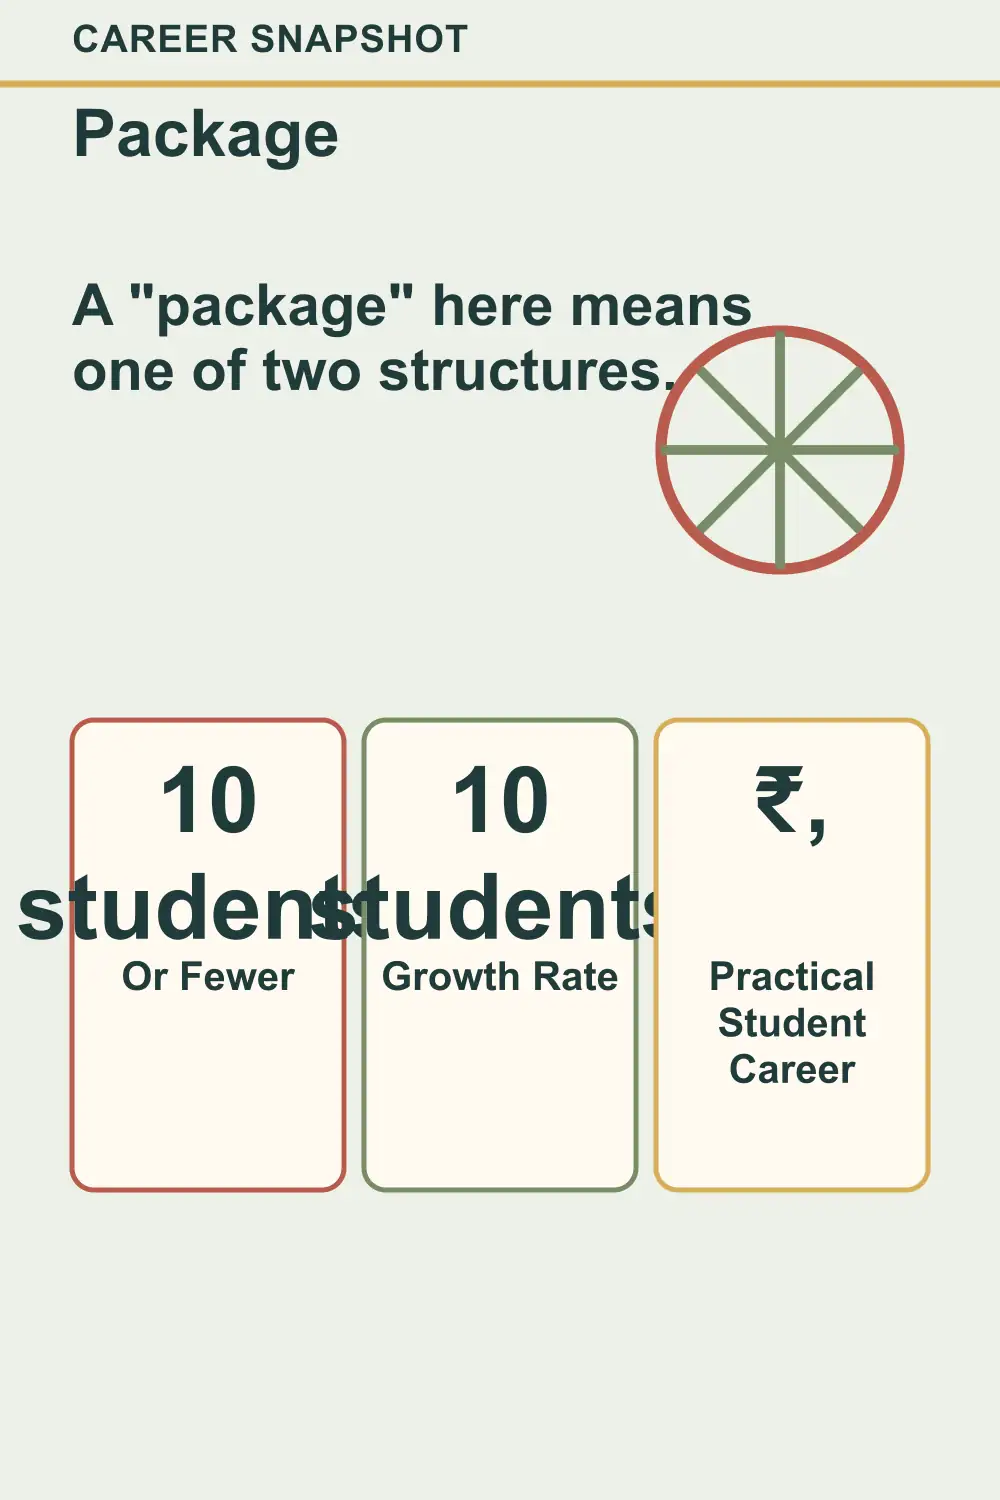 CAREER SNAPSHOT
Package
A "package" here means
one of two structures.
10
students
Or Fewer
10
students
Growth Rate
₹,
Practical
Student
Career